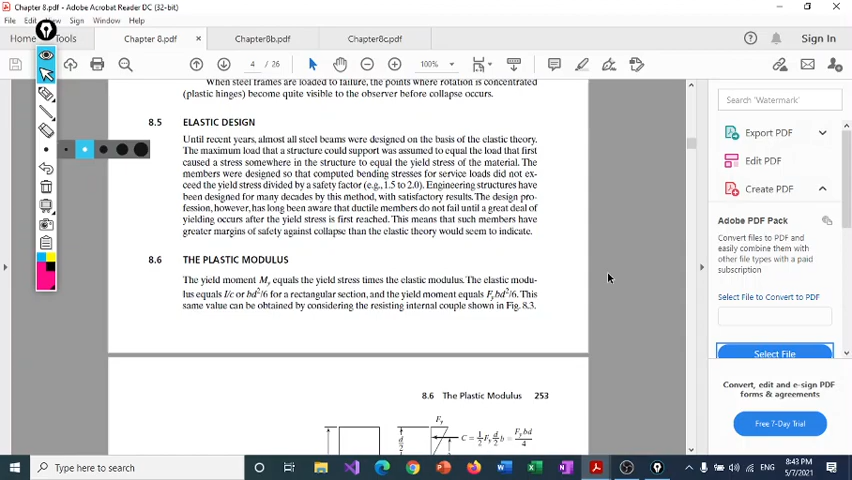 Chapter 8.pdf - Adobe Acrobat Reader DC (32-bit)
File Edit View Sign Window Help
Home Tools Chapter 8.pdf × Chapter8b.pdf Chapter8c.pdf Sign In
4 / 26 100%
When steel frames are loaded to failure, the points where rotation is concentrated
(plastic hinges) become quite visible to the observer before collapse occurs.
8.5 ELASTIC DESIGN
Until recent years, almost all steel beams were designed on the basis of the elastic theory.
The maximum load that a structure could support was assumed to equal the load that first
caused a stress somewhere in the structure to equal the yield stress of the material. The
members were designed so that computed bending stresses for service loads did not ex-
ceed the yield stress divided by a safety factor (e.g., 1.5 to 2.0). Engineering structures have
been designed for many decades by this method, with satisfactory results. The design pro-
fession, however, has long been aware that ductile members do not fail until a great deal of
yielding occurs after the yield stress is first reached. This means that such members have
greater margins of safety against collapse than the elastic theory would seem to indicate.
8.6 THE PLASTIC MODULUS
The yield moment My equals the yield stress times the elastic modulus. The elastic modu-
lus equals I/c or bd²/6 for a rectangular section, and the yield moment equals Fybd²/6. This
same value can be obtained by considering the resisting internal couple shown in Fig. 8.3.
8.6 The Plastic Modulus 253
Fy
C = 1/2 Fy d/2 b = Fybd/4
Search 'Watermark'
Export PDF
Edit PDF
Create PDF
Adobe PDF Pack
Convert files to PDF and
easily combine them with
other file types with a paid
subscription
Select File to Convert to PDF
Select File
Convert, edit and e-sign PDF
forms & agreements
Free 7-Day Trial
Type here to search
ENG
8:43 PM
5/7/2021